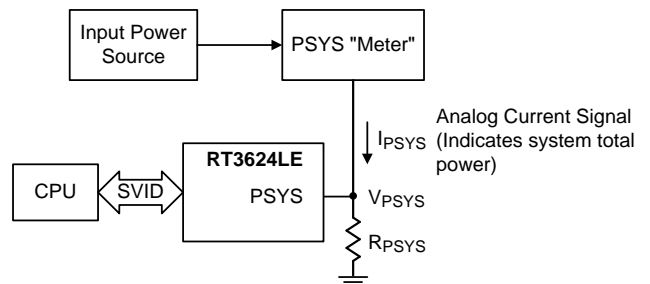 Input Power
Source
PSYS "Meter"
Analog Current Signal
(Indicates system total
power)
IPSYS
RT3624LE
CPU
SVID
PSYS
VPSYS
RPSYS